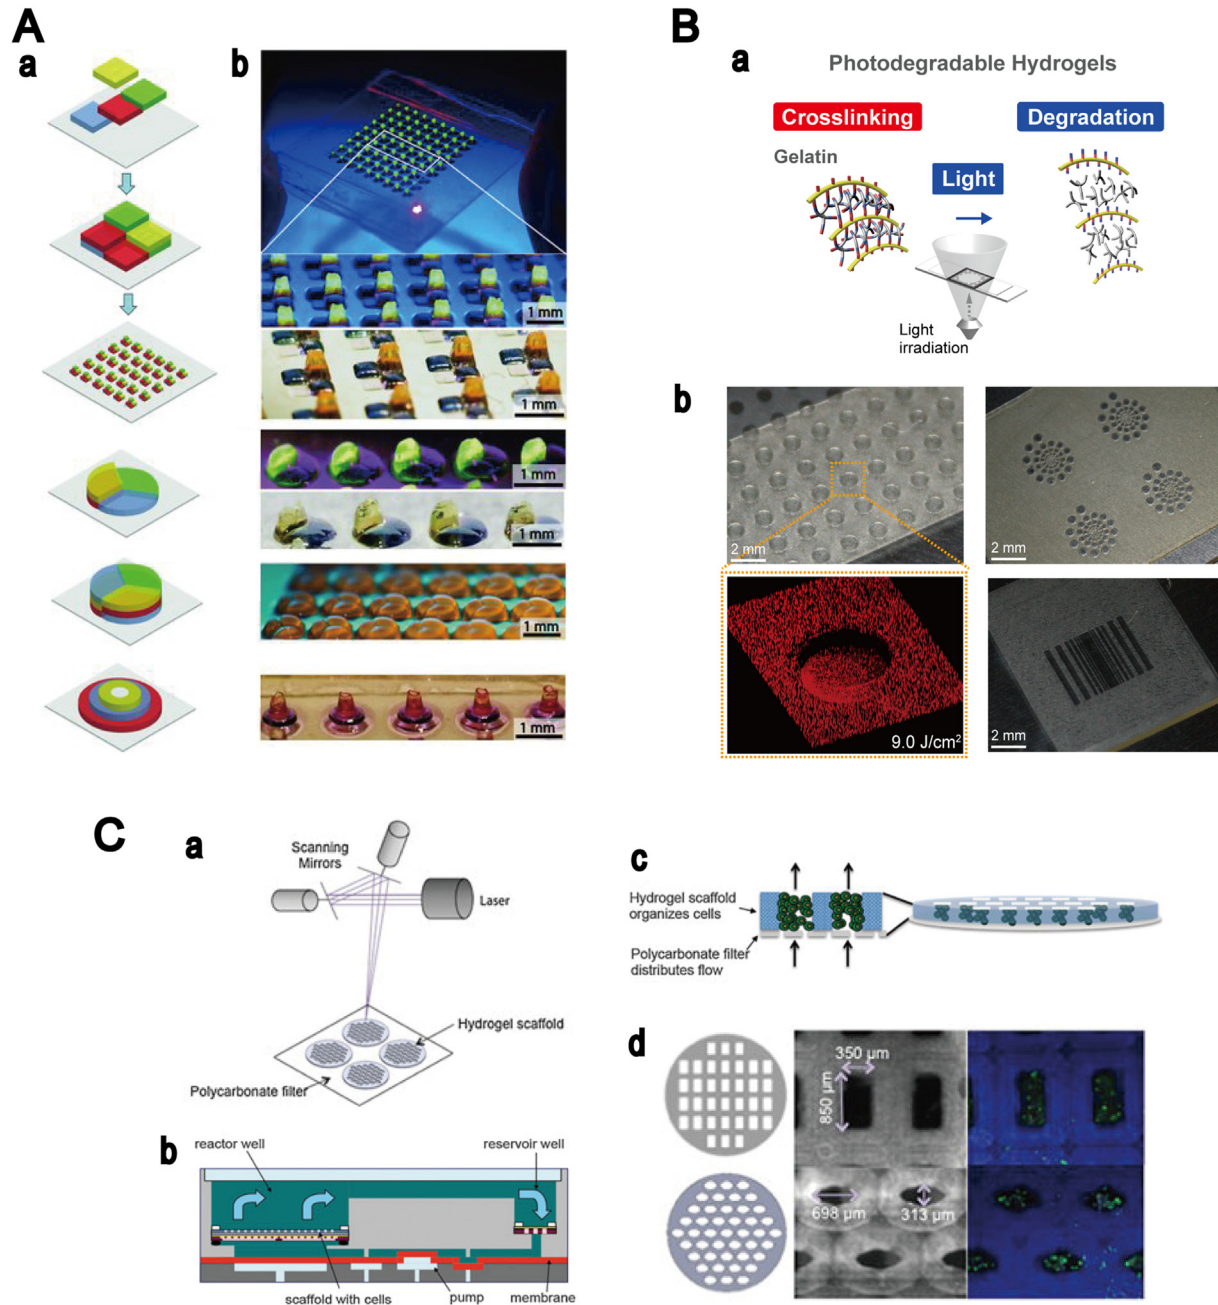 A
a
b
1 mm
1 mm
1 mm
1 mm
1 mm
1 mm
B
a
Photodegradable Hydrogels
Crosslinking
Degradation
Gelatin
Light
Light
irradiation
b
2 mm
2 mm
9.0 J/cm²
2 mm
C
a
Scanning
Mirrors
Laser
Hydrogel scaffold
Polycarbonate filter
b
reactor well
reservoir well
scaffold with cells
pump
membrane
c
Hydrogel scaffold
organizes cells
Polycarbonate filter
distributes flow
d
350 µm
850 µm
698 µm
313 µm